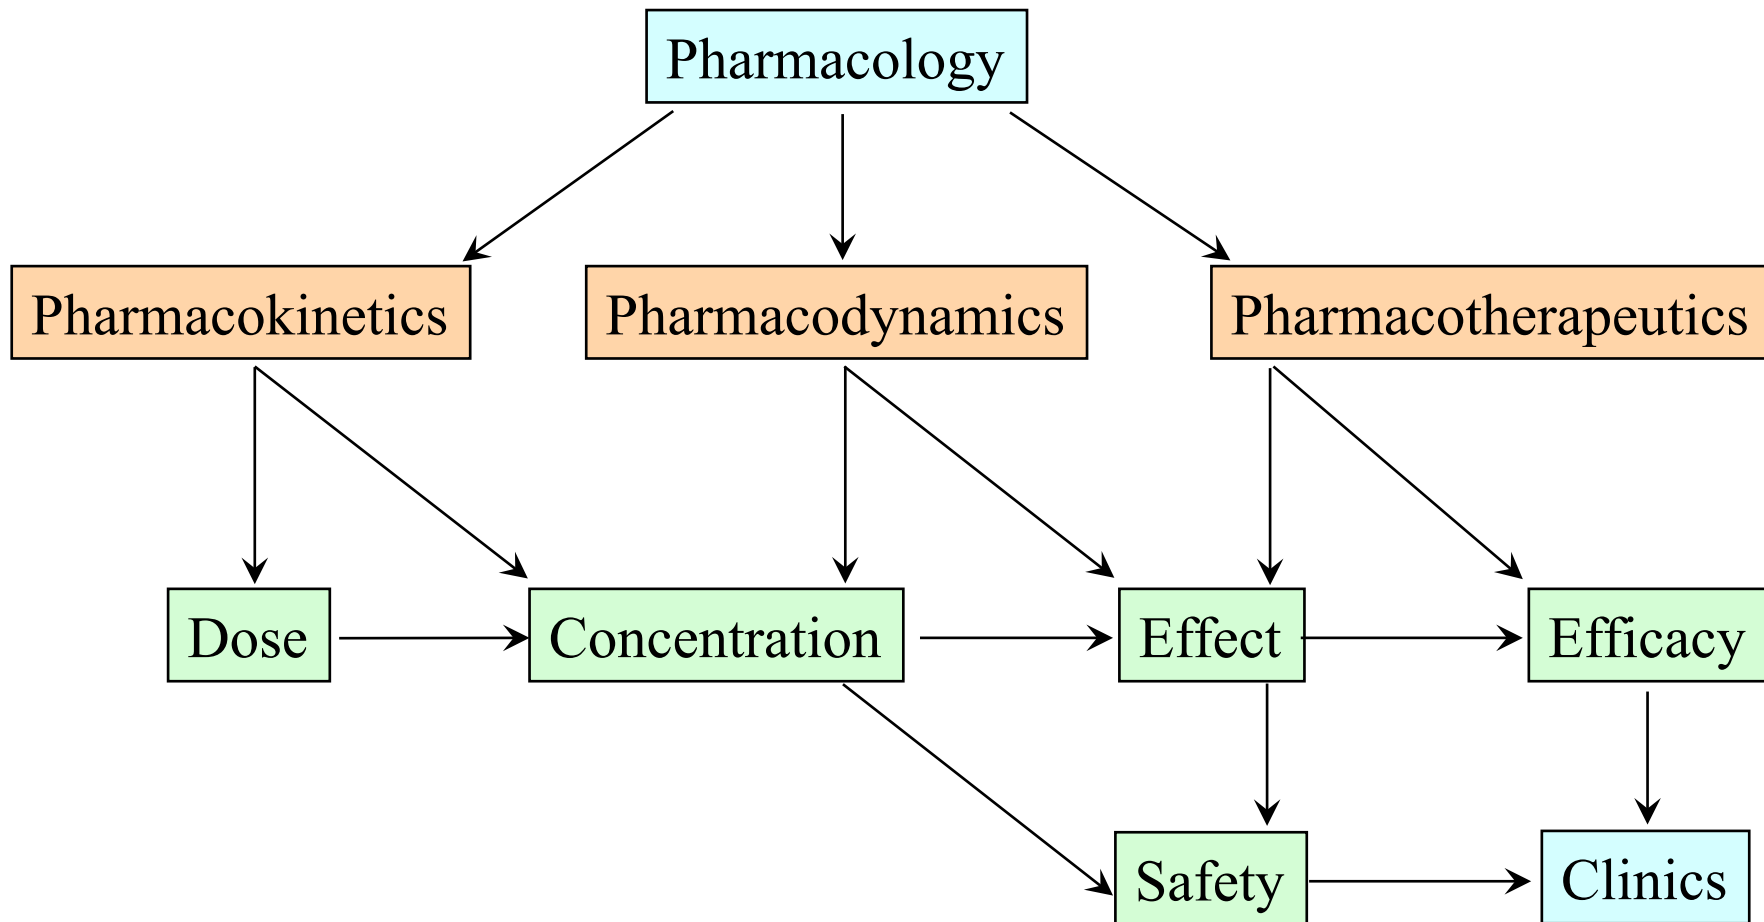 Pharmacology
Pharmacokinetics
Pharmacodynamics
Pharmacotherapeutics
Dose
Concentration
Effect
Efficacy
Safety
Clinics